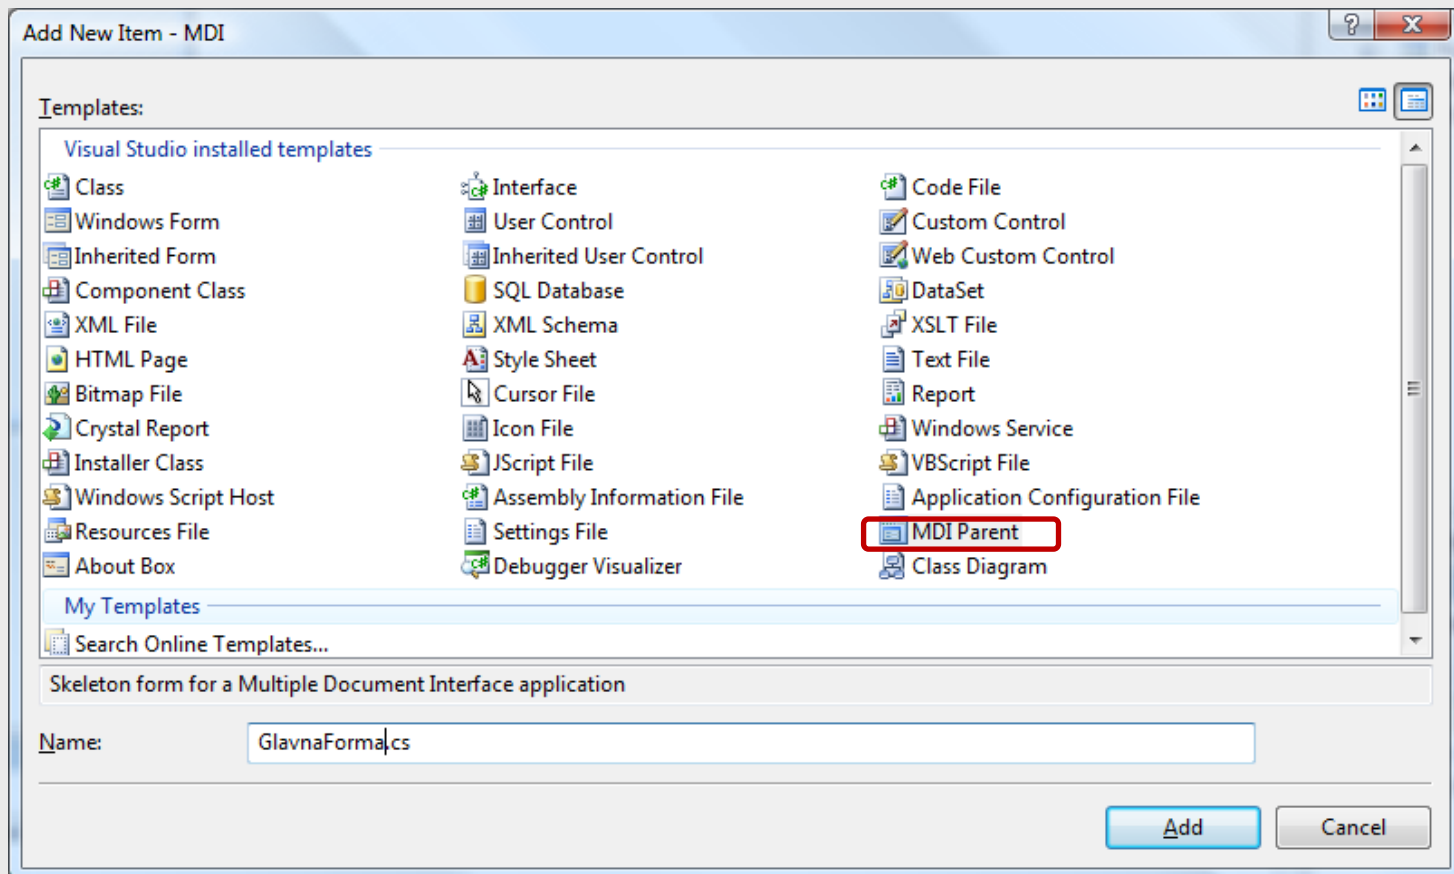 Add New Item - MDI
Templates:
Visual Studio installed templates
Class Interface Code File
Windows Form User Control Custom Control
Inherited Form Inherited User Control Web Custom Control
Component Class SQL Database DataSet
XML File XML Schema XSLT File
HTML Page Style Sheet Text File
Bitmap File Cursor File Report
Crystal Report Icon File Windows Service
Installer Class JScript File VBScript File
Windows Script Host Assembly Information File Application Configuration File
Resources File Settings File MDI Parent
About Box Debugger Visualizer Class Diagram
My Templates
Search Online Templates...
Skeleton form for a Multiple Document Interface application
Name: GlavnaForma.cs
Add Cancel